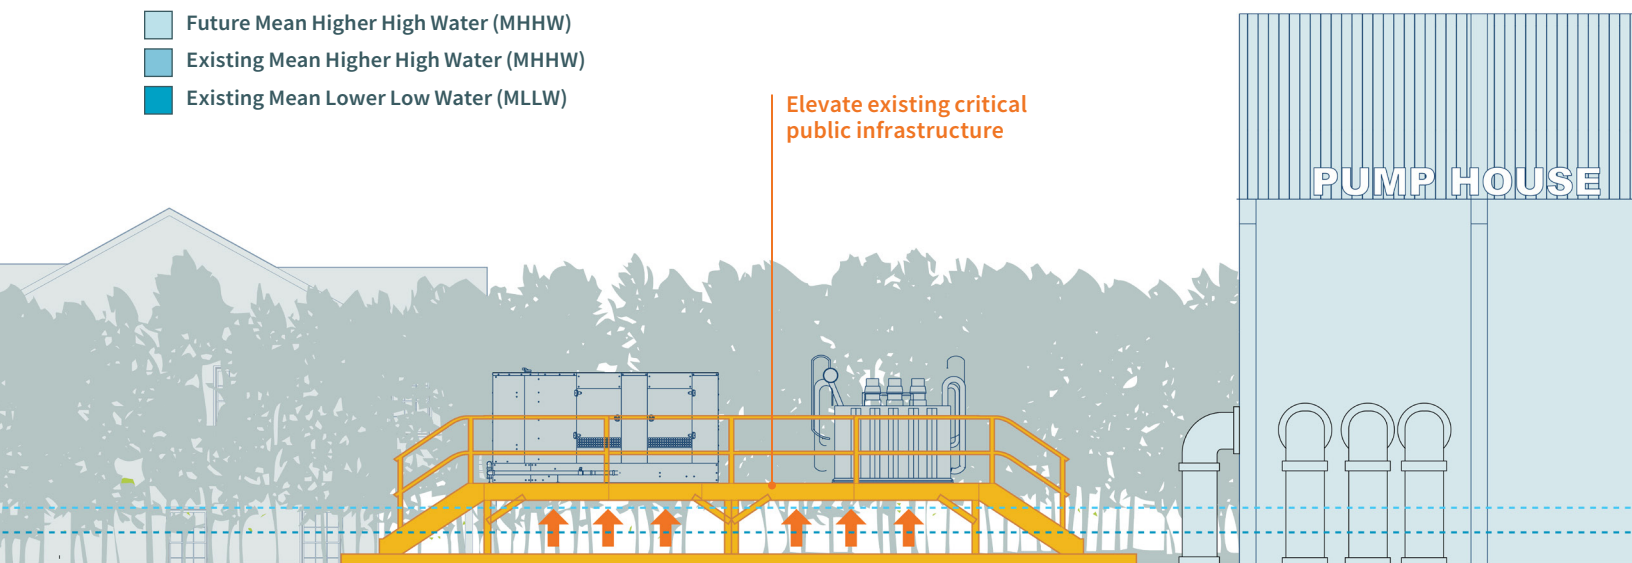 Future Mean Higher High Water (MHHW)
Existing Mean Higher High Water (MHHW)
Existing Mean Lower Low Water (MLLW)
Elevate existing critical
public infrastructure
PUMP HOUSE